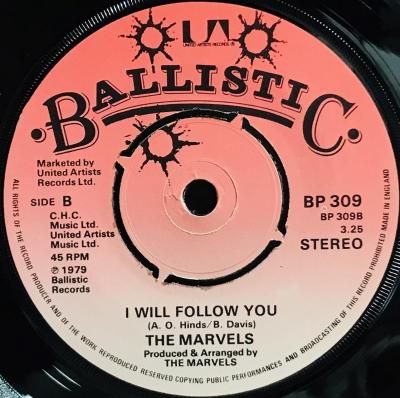 UA
UNITED ARTISTS RECORDS ®
·BALLISTIC·
Marketed by
United Artists
Records Ltd.
SIDE B
C.H.C.
Music Ltd.
United Artists
Music Ltd.
45 RPM
℗ 1979
Ballistic
Records
BP 309
BP 309B
3.25
STEREO
I WILL FOLLOW YOU
(A. O. Hinds/B. Davis)
THE MARVELS
Produced & Arranged by
THE MARVELS
ALL RIGHTS OF THE RECORD PRODUCER AND OF THE OWNER OF THE WORK REPRODUCED RESERVED COPYING PUBLIC PERFORMANCES AND BROADCASTING OF THIS RECORD PROHIBITED MADE IN ENGLAND